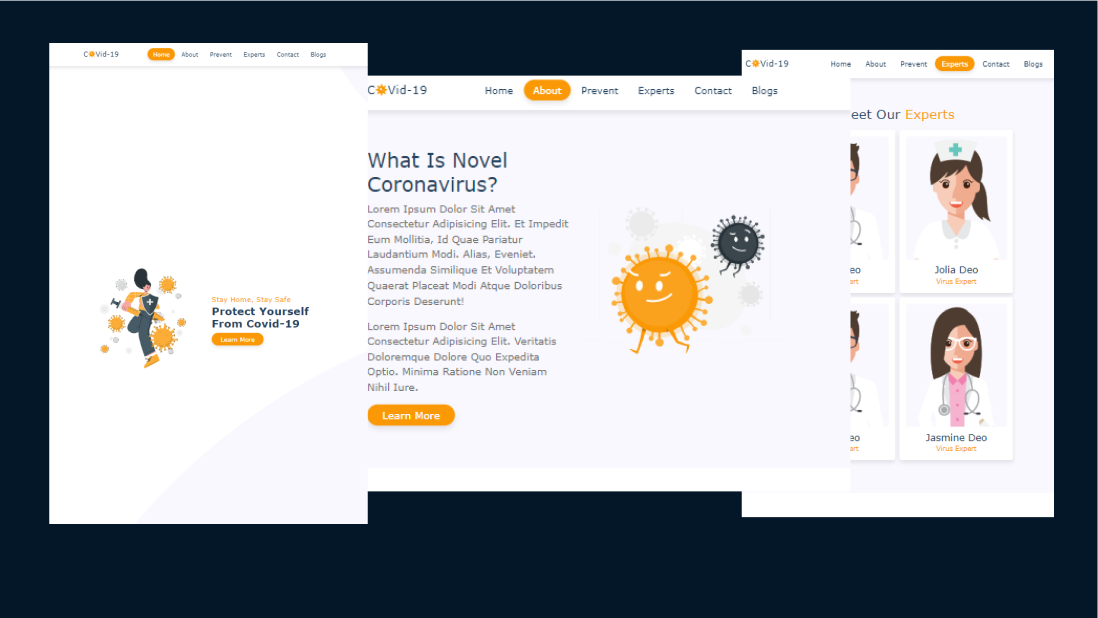 COVid-19 Home About Prevent Experts Contact Blogs
Stay Home, Stay Safe
Protect Yourself
From Covid-19
Learn More
COVid-19 Home About Prevent Experts Contact Blogs
What Is Novel
Coronavirus?
Lorem Ipsum Dolor Sit Amet
Consectetur Adipisicing Elit. Et Impedit
Eum Mollitia, Id Quae Pariatur
Laudantium Modi. Alias, Eveniet.
Assumenda Similique Et Voluptatem
Quaerat Placeat Modi Atque Doloribus
Corporis Deserunt!
Lorem Ipsum Dolor Sit Amet
Consectetur Adipisicing Elit. Veritatis
Doloremque Dolore Quo Expedita
Optio. Minima Ratione Non Veniam
Nihil Iure.
Learn More
COVid-19 Home About Prevent Experts Contact Blogs
eet Our Experts
eo
ert
Jolia Deo
Virus Expert
eo
ert
Jasmine Deo
Virus Expert